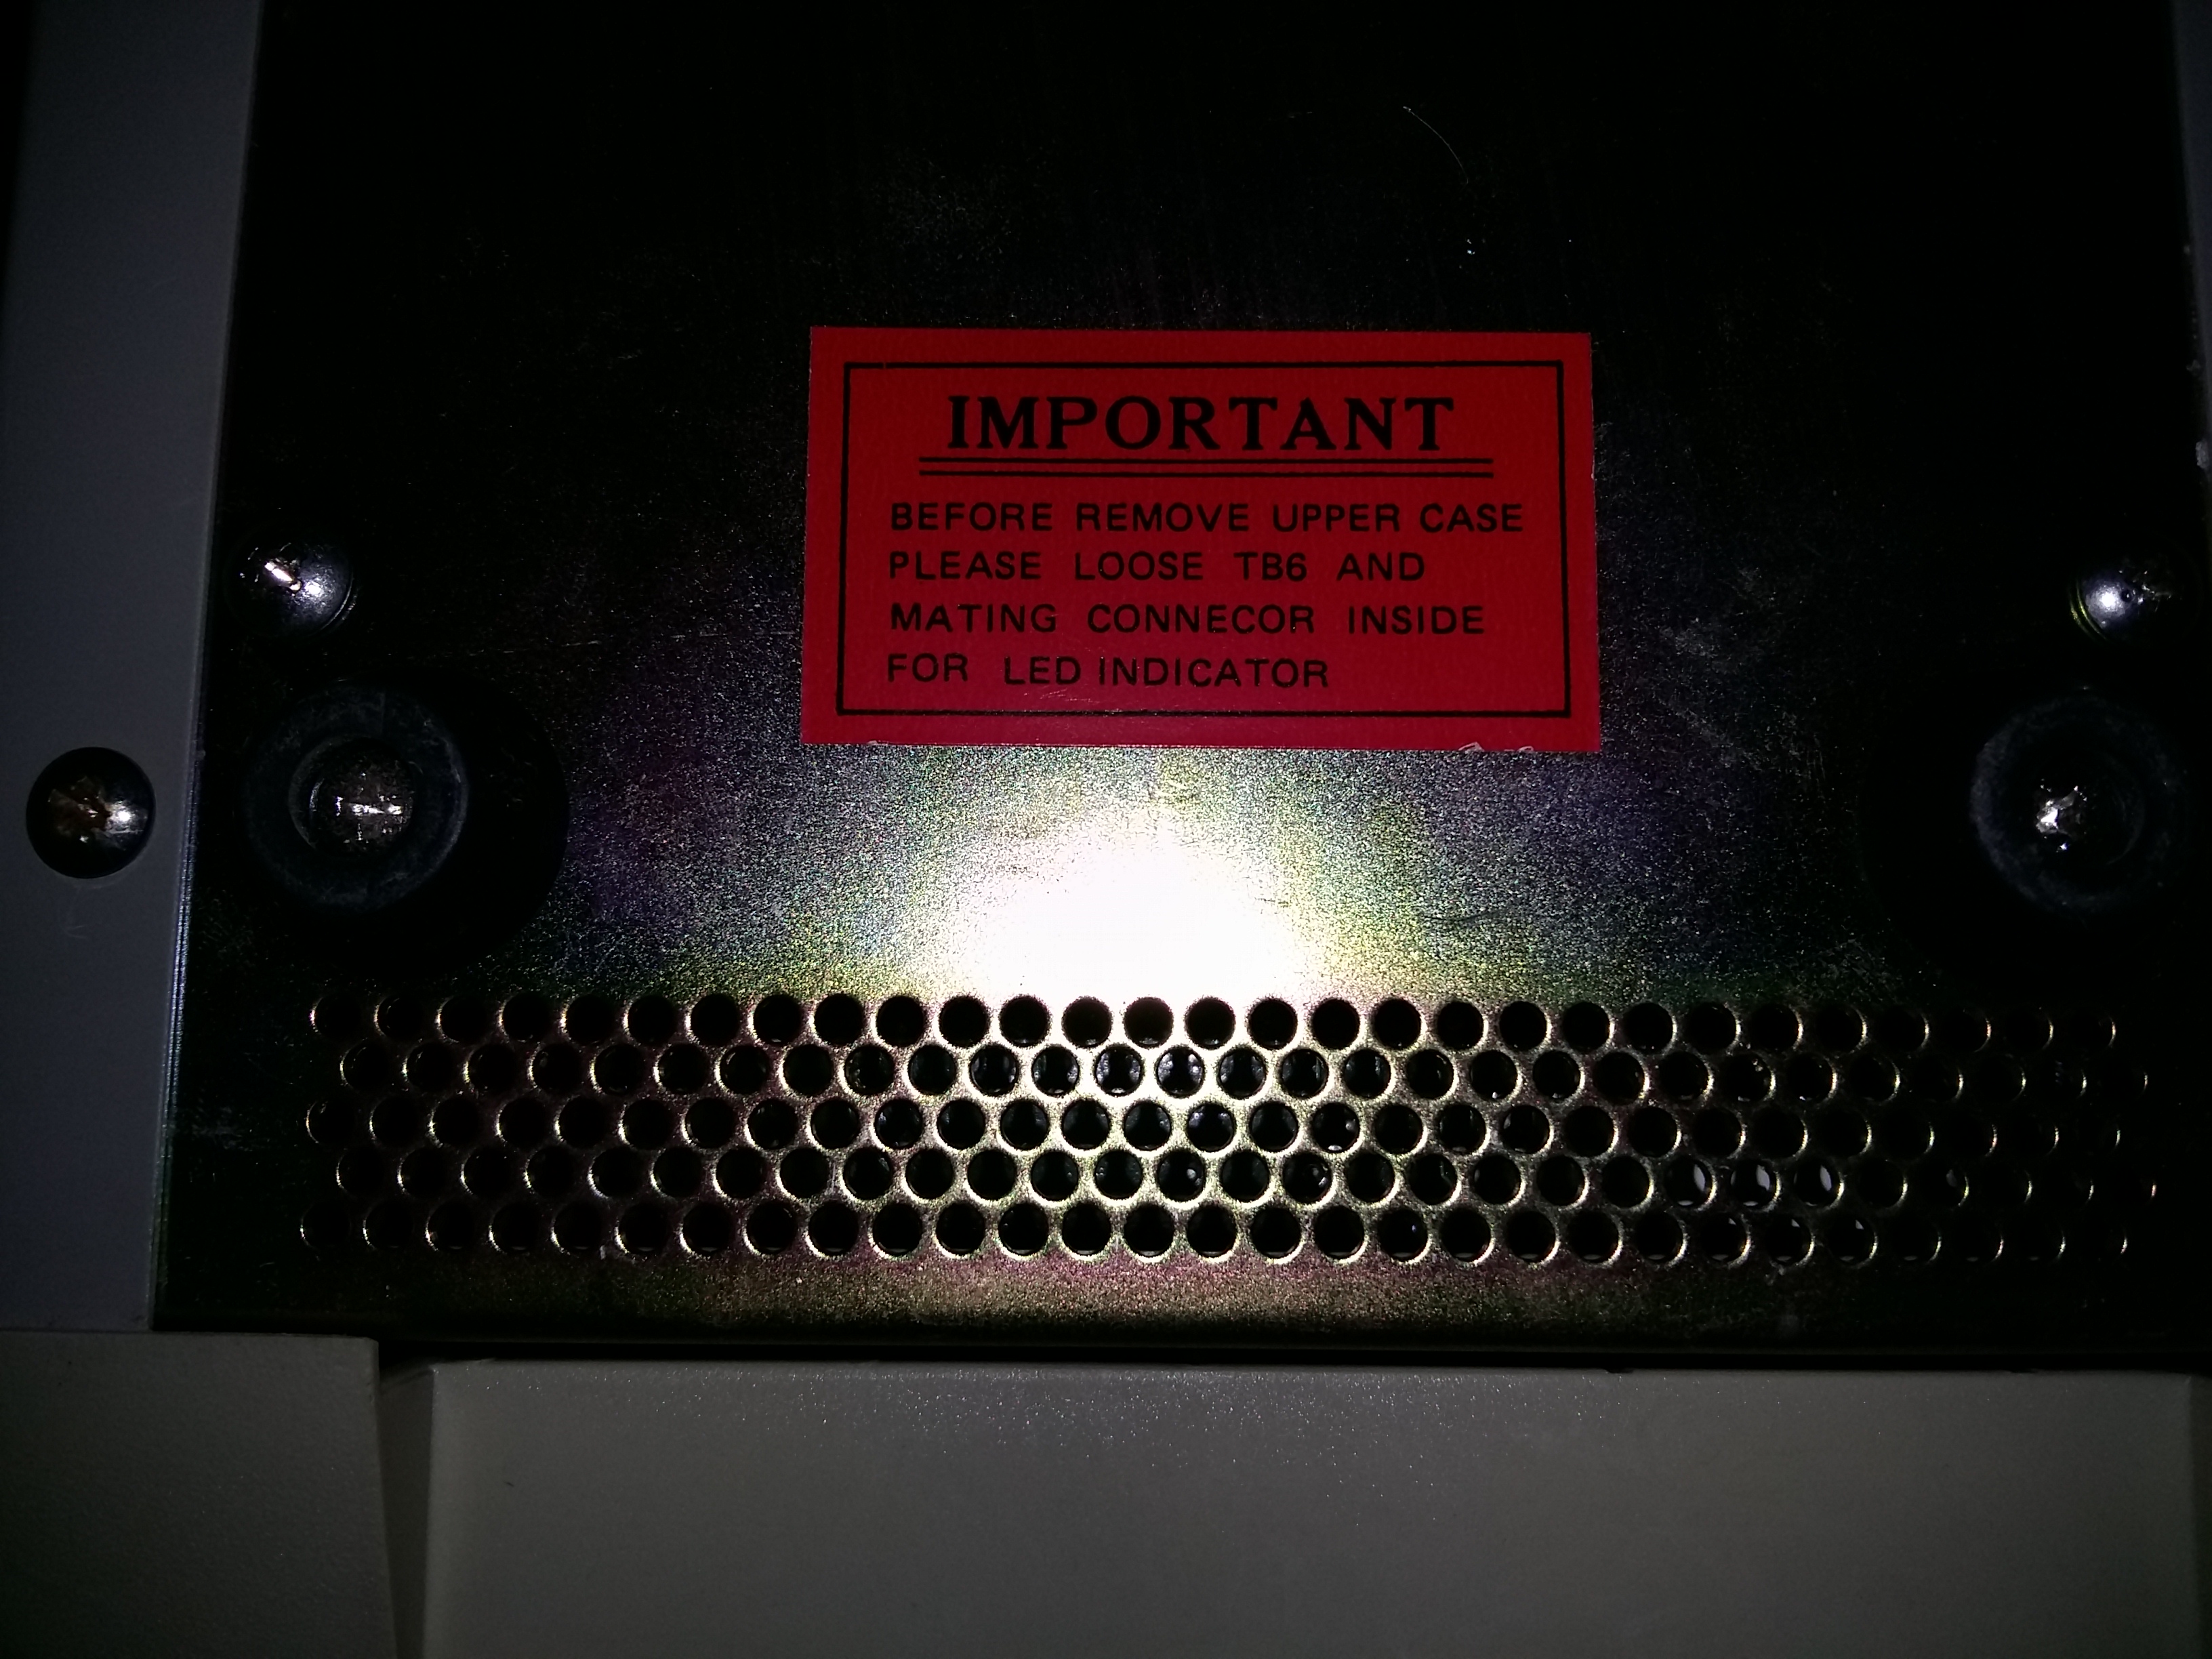 IMPORTANT
BEFORE REMOVE UPPER CASE
PLEASE LOOSE TB6 AND
MATING CONNECOR INSIDE
FOR LED INDICATOR